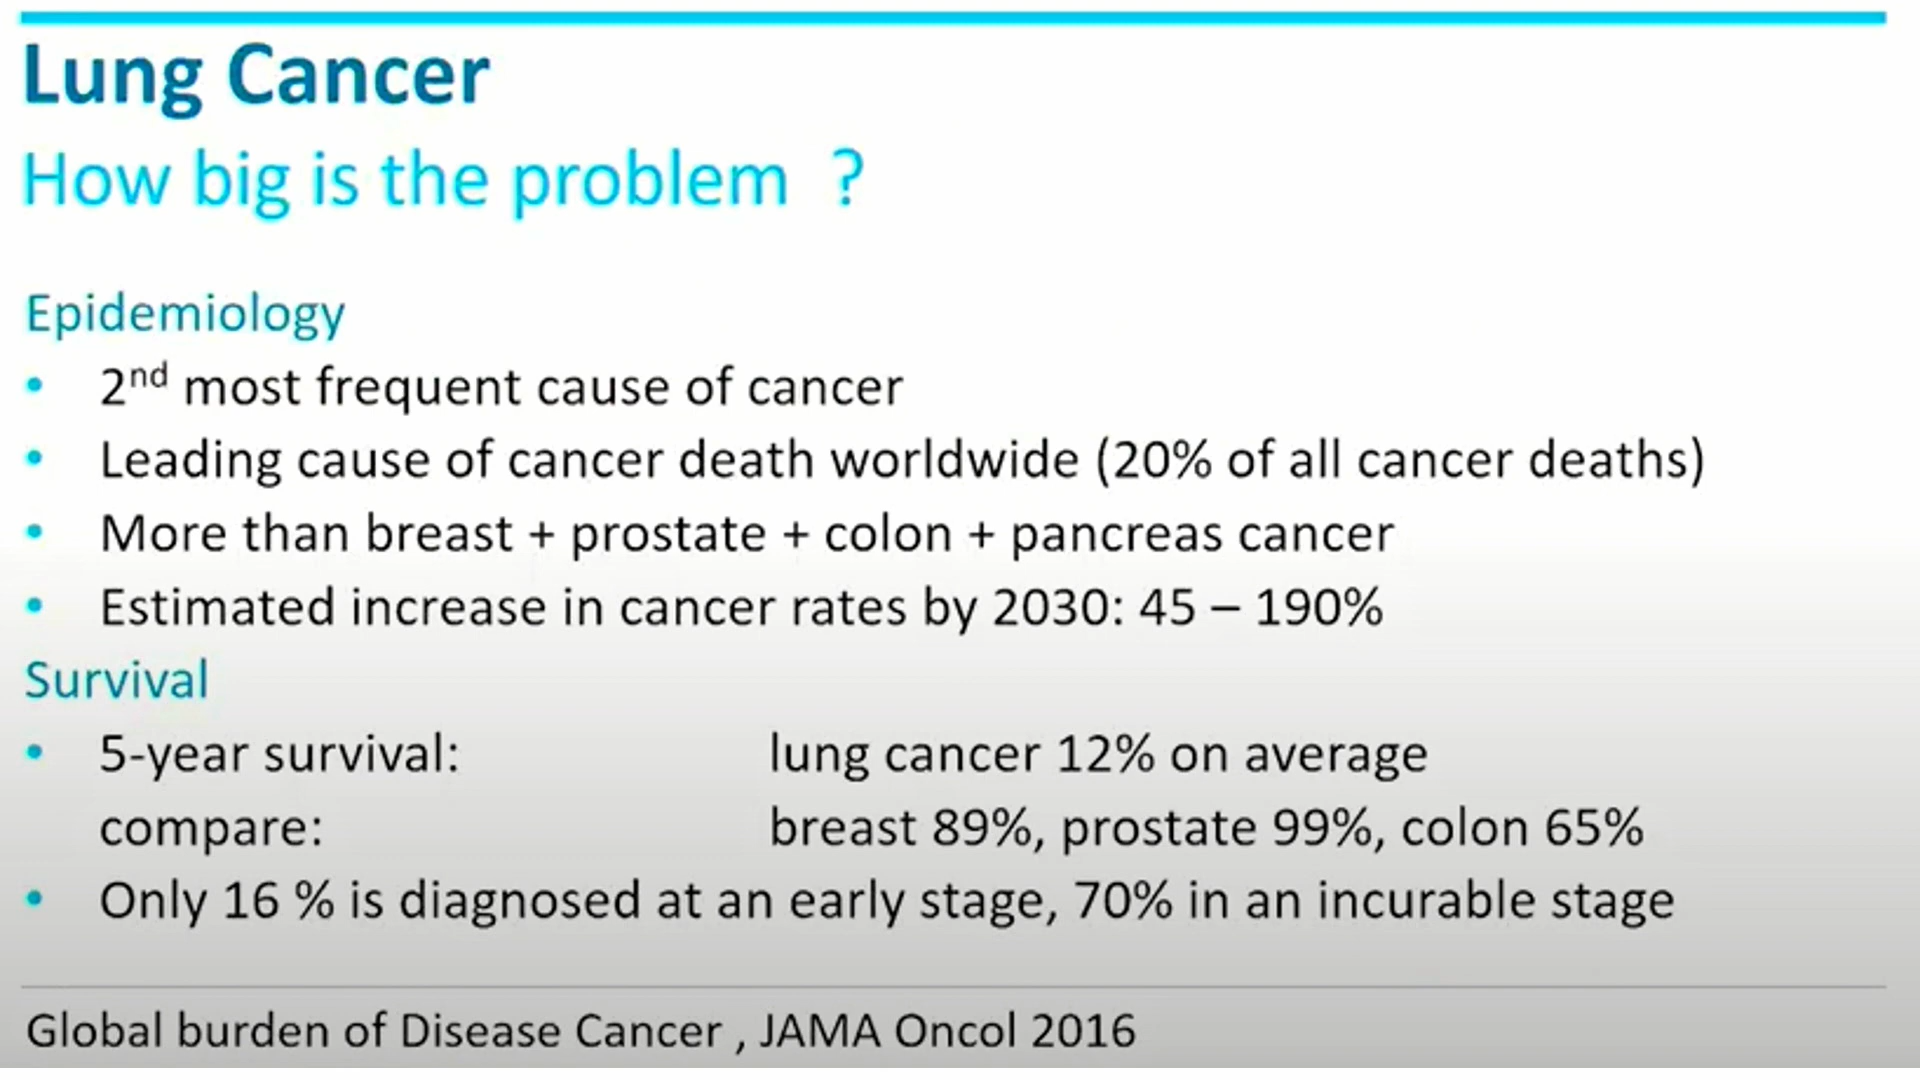 Lung Cancer
How big is the problem ?
Epidemiology
• 2nd most frequent cause of cancer
• Leading cause of cancer death worldwide (20% of all cancer deaths)
• More than breast + prostate + colon + pancreas cancer
• Estimated increase in cancer rates by 2030: 45 – 190%
Survival
• 5-year survival: lung cancer 12% on average
compare: breast 89%, prostate 99%, colon 65%
• Only 16 % is diagnosed at an early stage, 70% in an incurable stage
Global burden of Disease Cancer , JAMA Oncol 2016